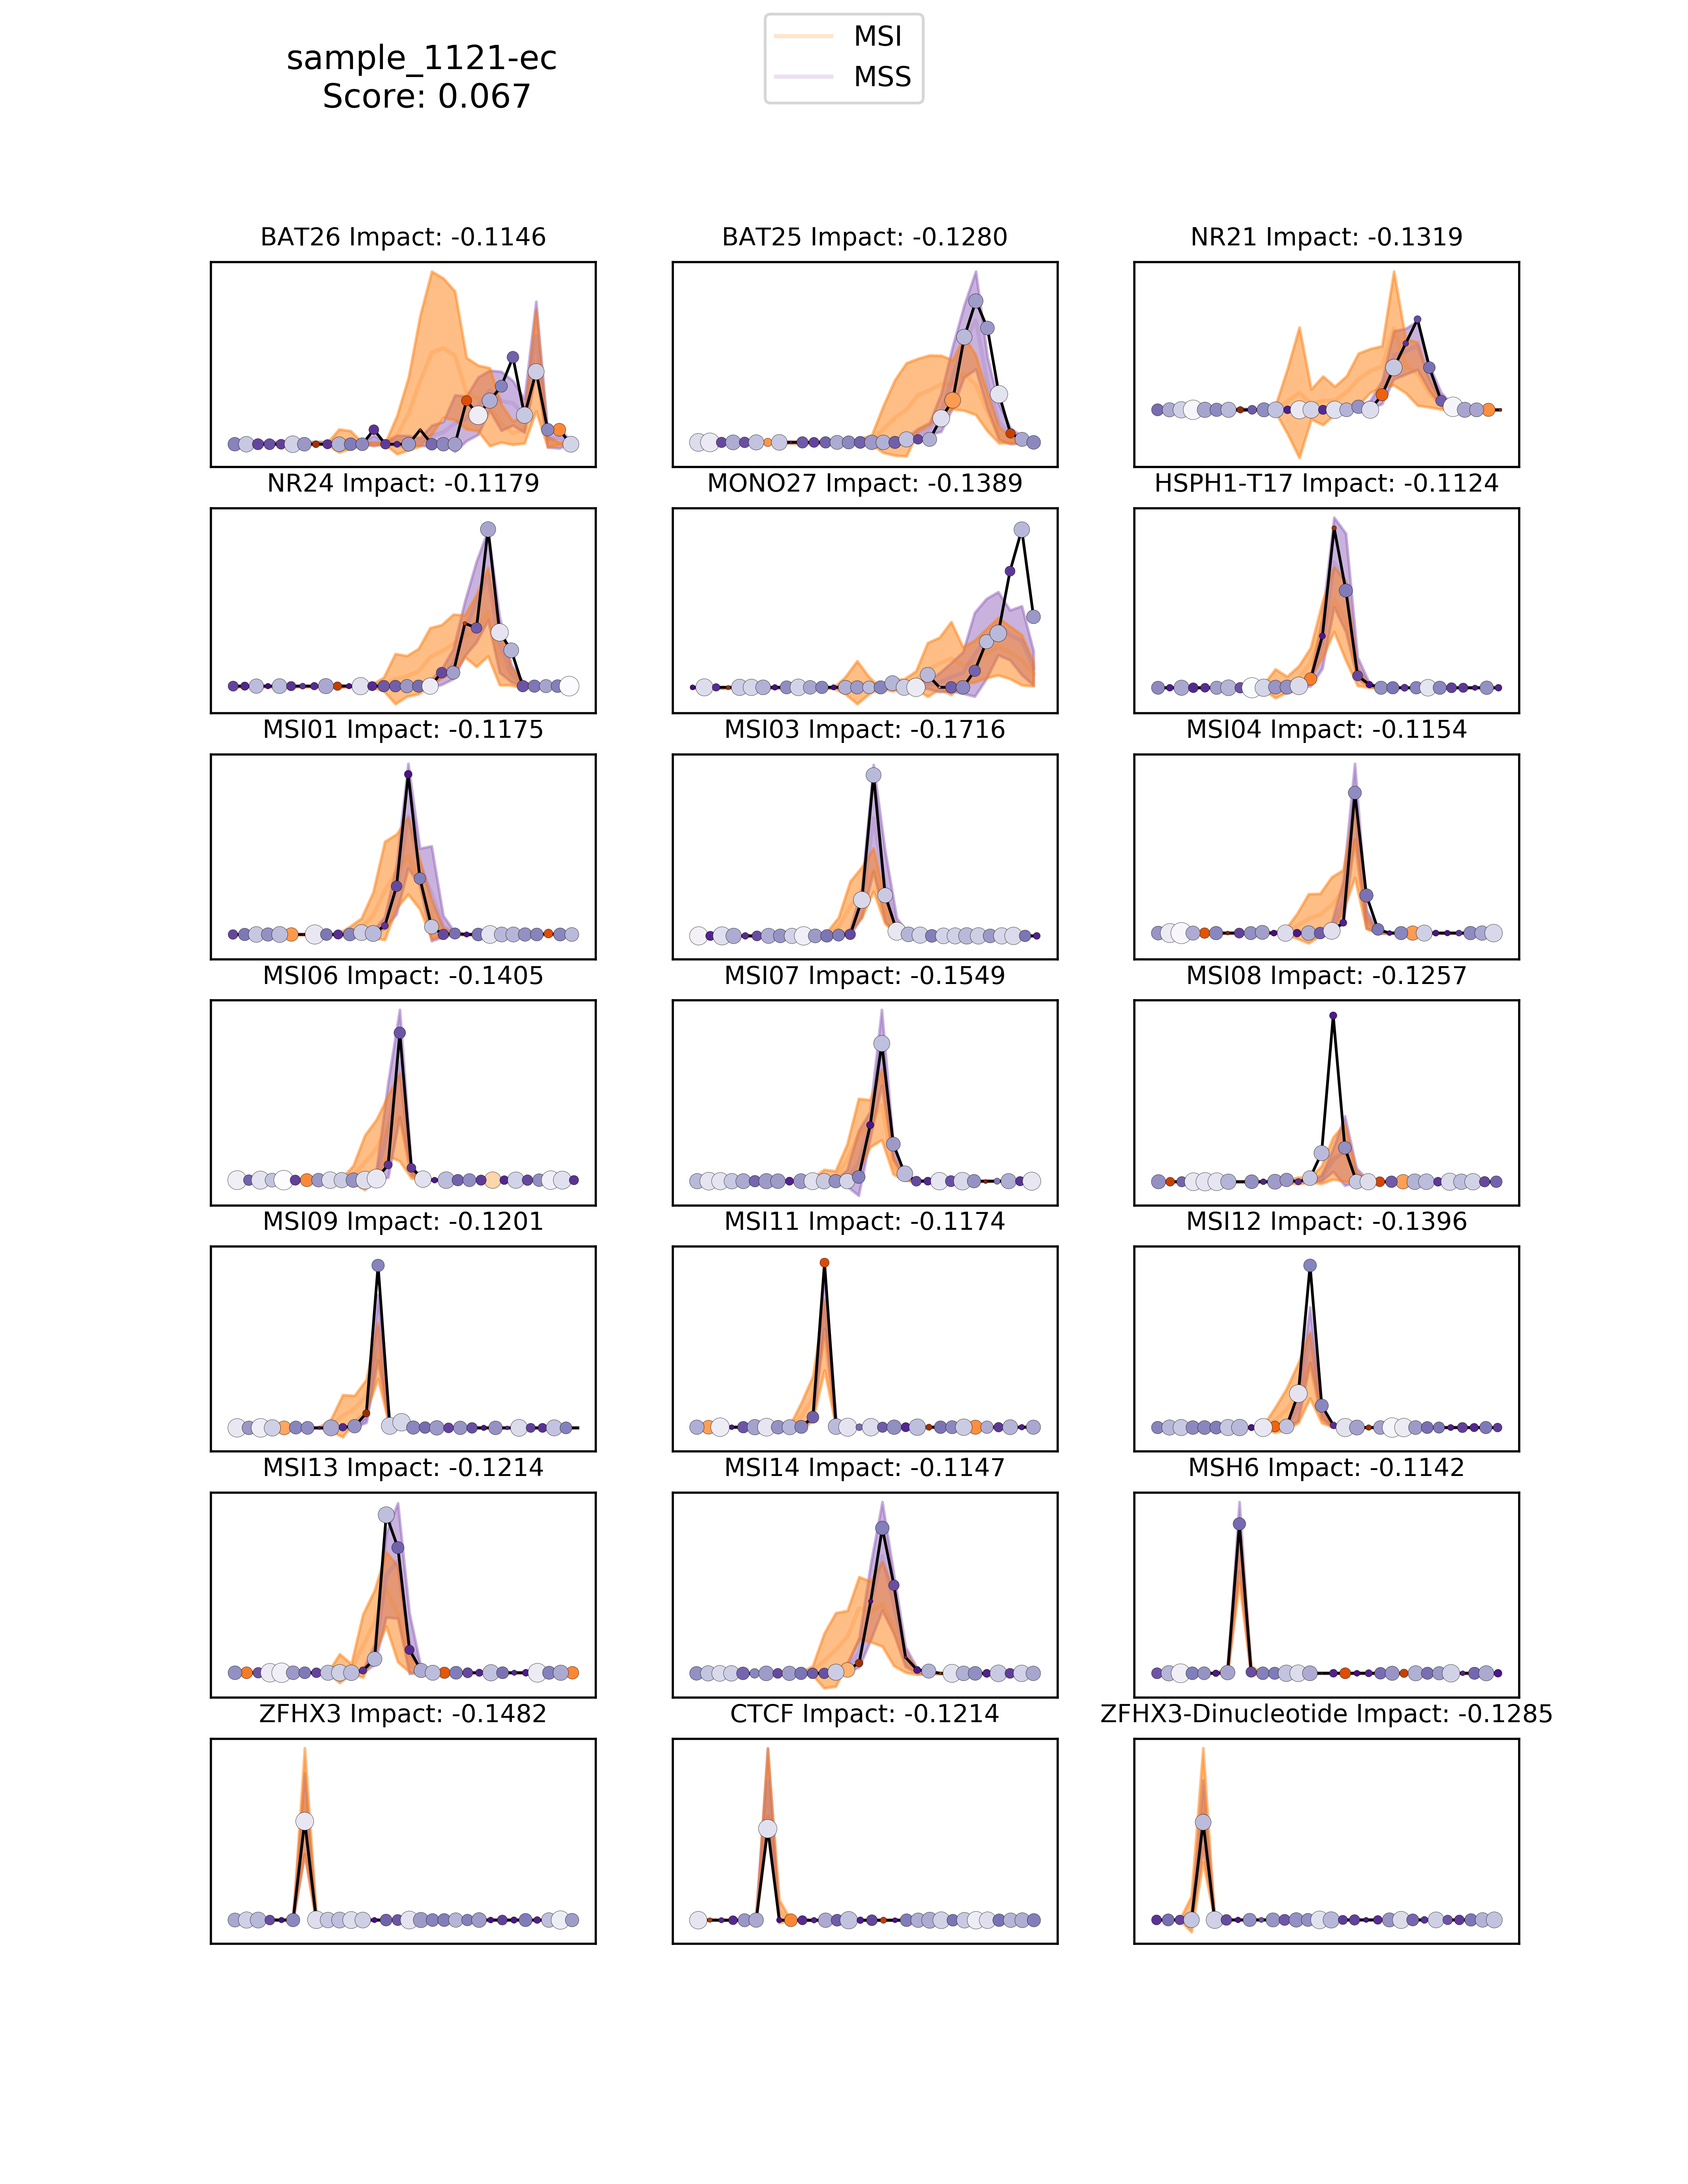 sample_1121-ec
Score: 0.067
MSI
MSS
BAT26 Impact: -0.1146
BAT25 Impact: -0.1280
NR21 Impact: -0.1319
NR24 Impact: -0.1179
MONO27 Impact: -0.1389
HSPH1-T17 Impact: -0.1124
MSI01 Impact: -0.1175
MSI03 Impact: -0.1716
MSI04 Impact: -0.1154
MSI06 Impact: -0.1405
MSI07 Impact: -0.1549
MSI08 Impact: -0.1257
MSI09 Impact: -0.1201
MSI11 Impact: -0.1174
MSI12 Impact: -0.1396
MSI13 Impact: -0.1214
MSI14 Impact: -0.1147
MSH6 Impact: -0.1142
ZFHX3 Impact: -0.1482
CTCF Impact: -0.1214
ZFHX3-Dinucleotide Impact: -0.1285